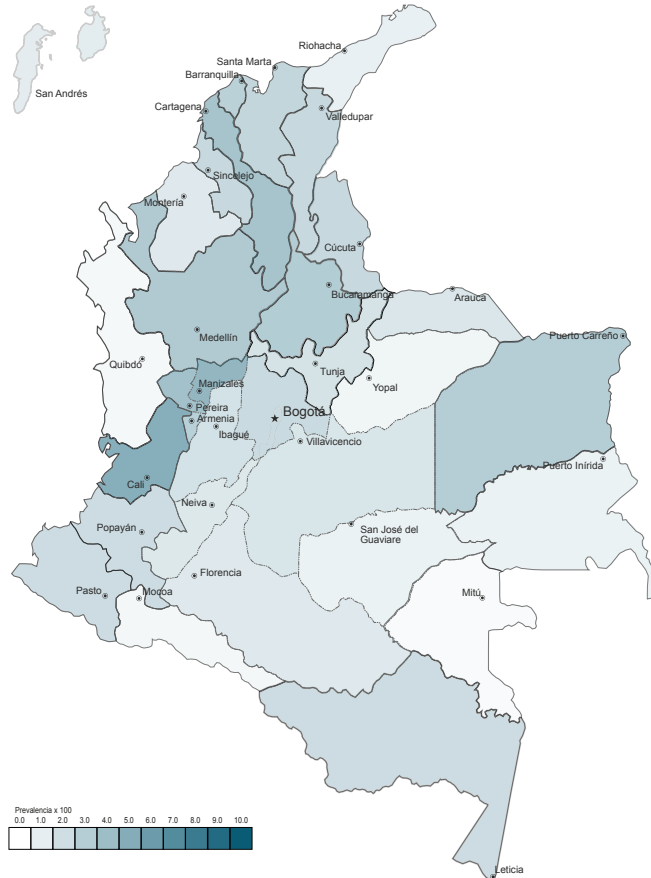 Riohacha
Santa Marta
Barranquilla
San Andrés
Cartagena
Valledupar
Sincelejo
Montería
Cúcuta
Bucaramanga
Arauca
Medellín
Puerto Carreño
Quibdó
Tunja
Yopal
Manizales
Pereira
Bogotá
Armenia
Ibagué
Villavicencio
Puerto Inírida
Cali
Neiva
Popayán
San José del
Guaviare
Florencia
Pasto
Mocoa
Mitú
Prevalencia x 100
0.0 1.0 2.0 3.0 4.0 5.0 6.0 7.0 8.0 9.0 10.0
Leticia